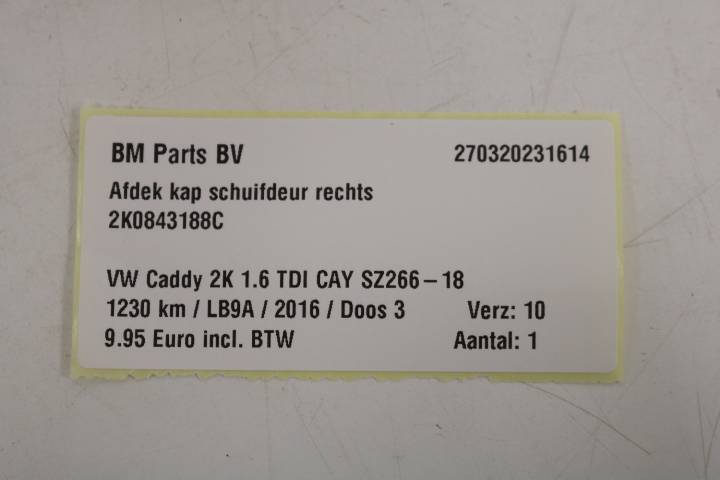 BM Parts BV 270320231614
Afdek kap schuifdeur rechts
2K0843188C
VW Caddy 2K 1.6 TDI CAY SZ266-18
1230 km / LB9A / 2016 / Doos 3 Verz: 10
9.95 Euro incl. BTW Aantal: 1